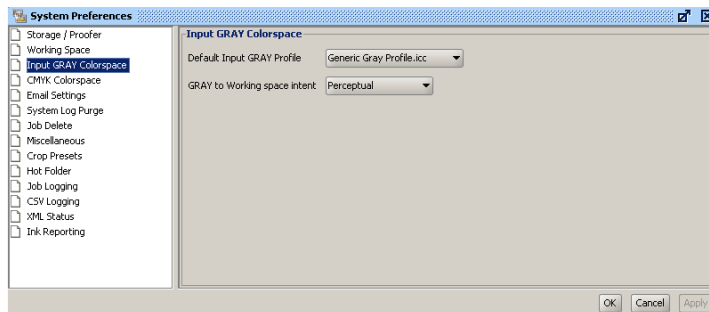 System Preferences
Storage / Proofer
Working Space
Input GRAY Colorspace
CMYK Colorspace
Email Settings
System Log Purge
Job Delete
Miscellaneous
Crop Presets
Hot Folder
Job Logging
CSV Logging
XML Status
Ink Reporting
Input GRAY Colorspace
Default Input GRAY Profile Generic Gray Profile.icc
GRAY to Working space intent Perceptual
OK Cancel Apply